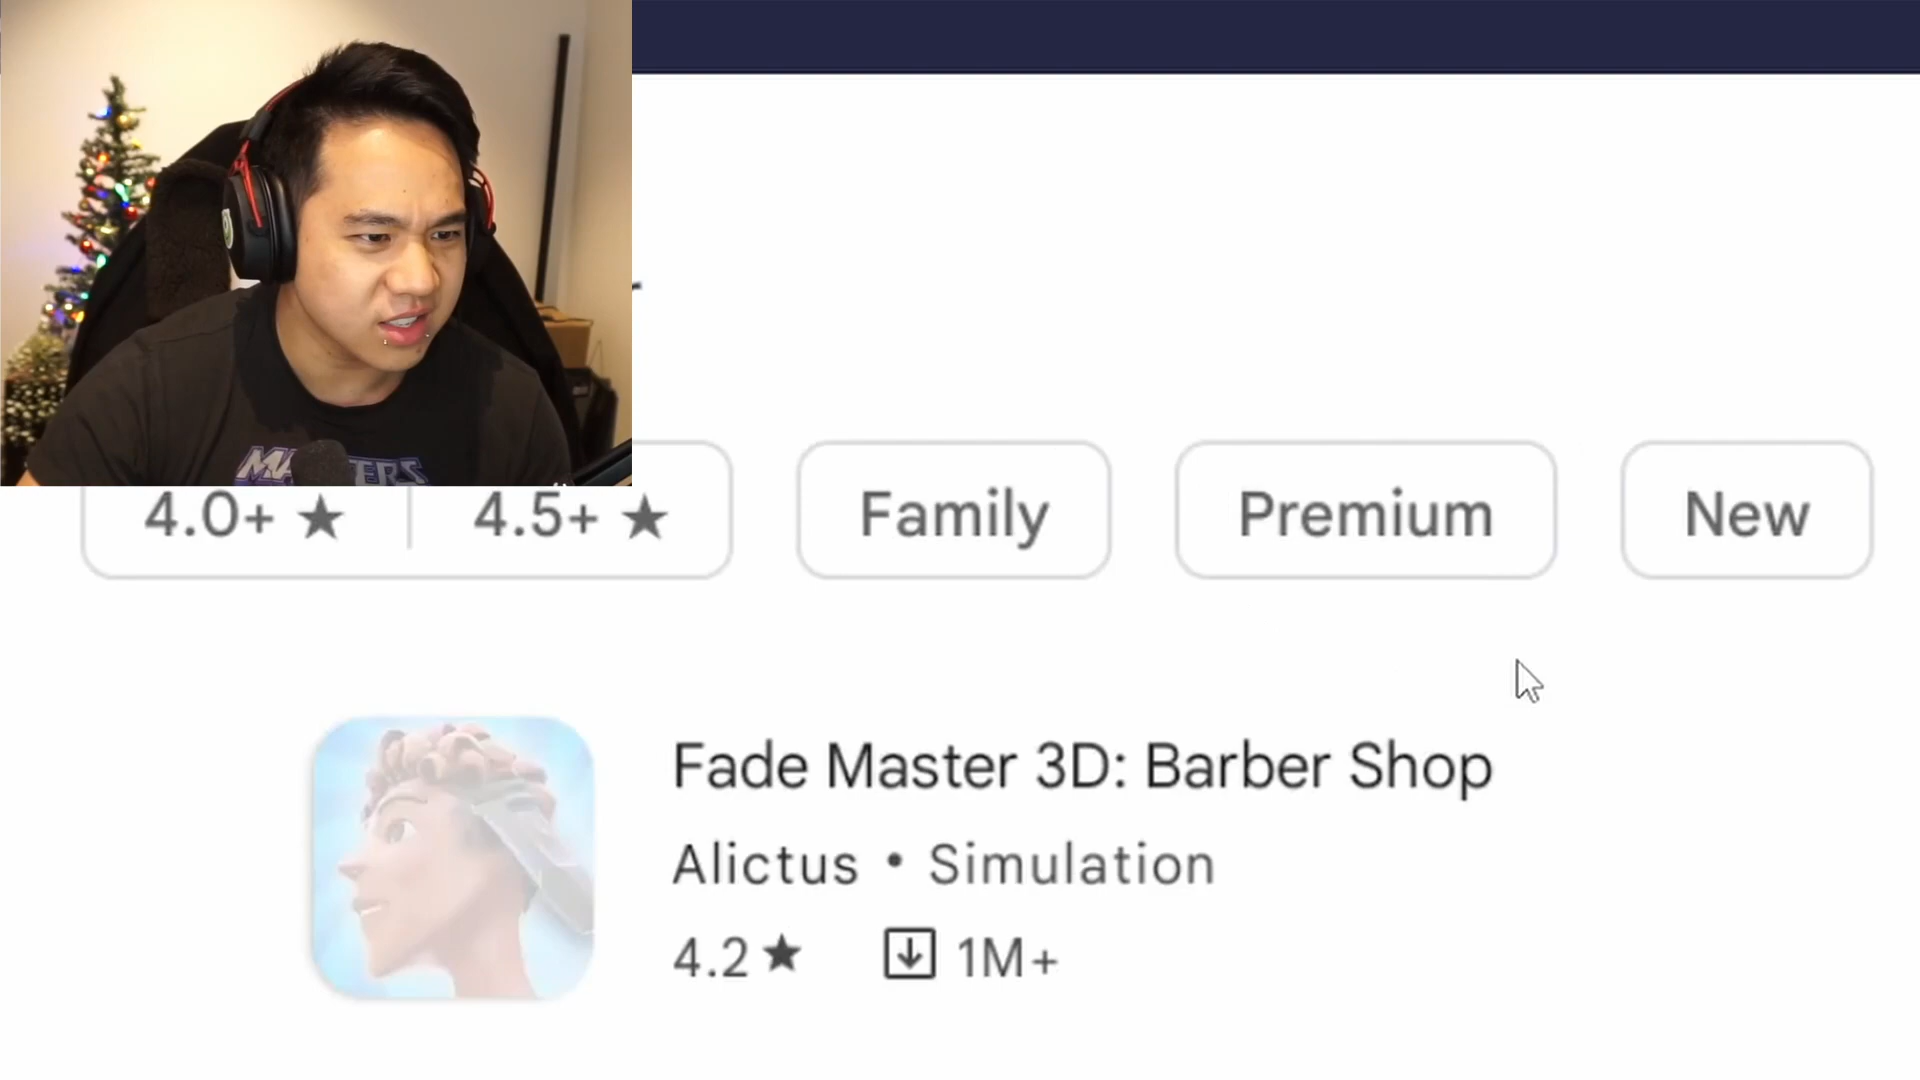 4.0+ ★ | 4.5+ ★ Family Premium New
Fade Master 3D: Barber Shop
Alictus • Simulation
4.2 ★ 1M+